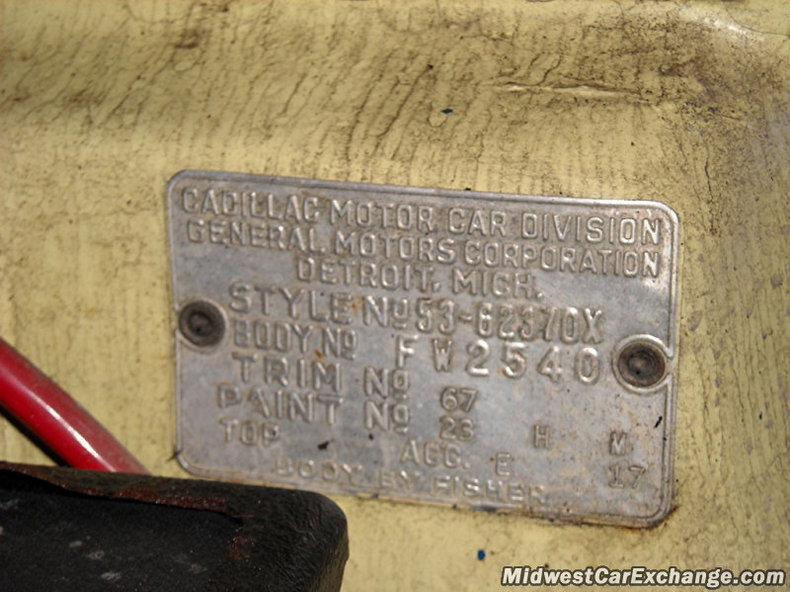 CADILLAC MOTOR CAR DIVISION
GENERAL MOTORS CORPORATION
DETROIT, MICH.
STYLE Nº 53-62370X
BODY Nº FW2540
TRIM Nº 67
PAINT Nº 23 H M
TOP ACC. E 17
BODY BY FISHER
MidwestCarExchange.com